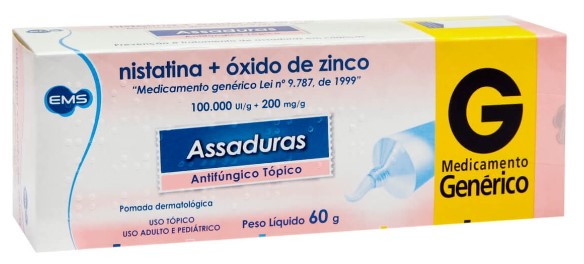 EMS
nistatina + óxido de zinco
"Medicamento genérico Lei nº 9.787, de 1999"
100.000 UI/g + 200 mg/g
Assaduras
Antifúngico Tópico
Pomada dermatológica
USO TÓPICO
USO ADULTO E PEDIÁTRICO
Peso Líquido 60 g
G
Medicamento
Genérico